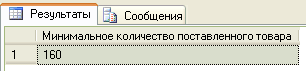 Результаты Сообщения
Минимальное количество поставленного товара
1 160